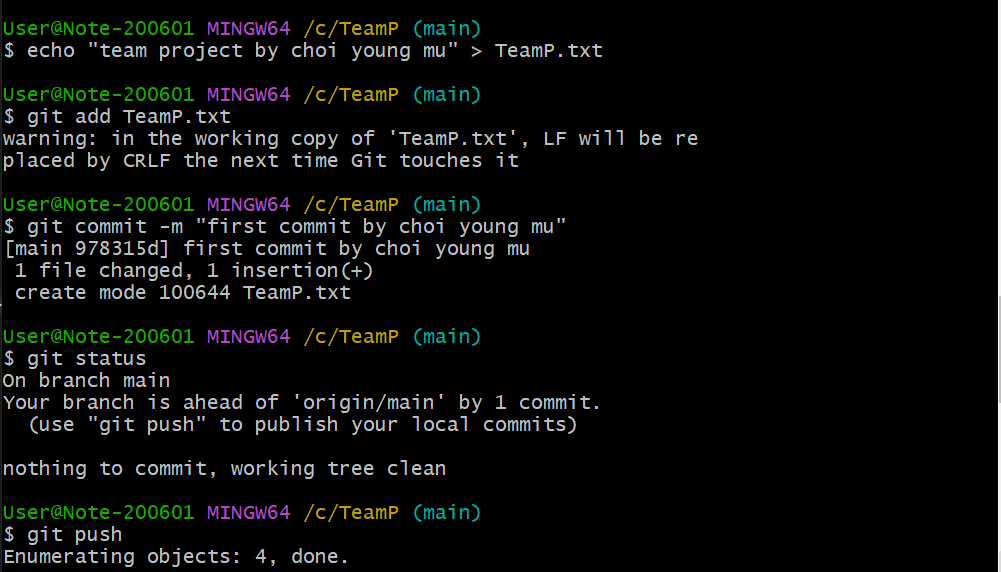 User@Note-200601 MINGW64 /c/TeamP (main)
$ echo "team project by choi young mu" > TeamP.txt
User@Note-200601 MINGW64 /c/TeamP (main)
$ git add TeamP.txt
warning: in the working copy of 'TeamP.txt', LF will be re
placed by CRLF the next time Git touches it
User@Note-200601 MINGW64 /c/TeamP (main)
$ git commit -m "first commit by choi young mu"
[main 978315d] first commit by choi young mu
 1 file changed, 1 insertion(+)
 create mode 100644 TeamP.txt
User@Note-200601 MINGW64 /c/TeamP (main)
$ git status
On branch main
Your branch is ahead of 'origin/main' by 1 commit.
  (use "git push" to publish your local commits)
nothing to commit, working tree clean
User@Note-200601 MINGW64 /c/TeamP (main)
$ git push
Enumerating objects: 4, done.